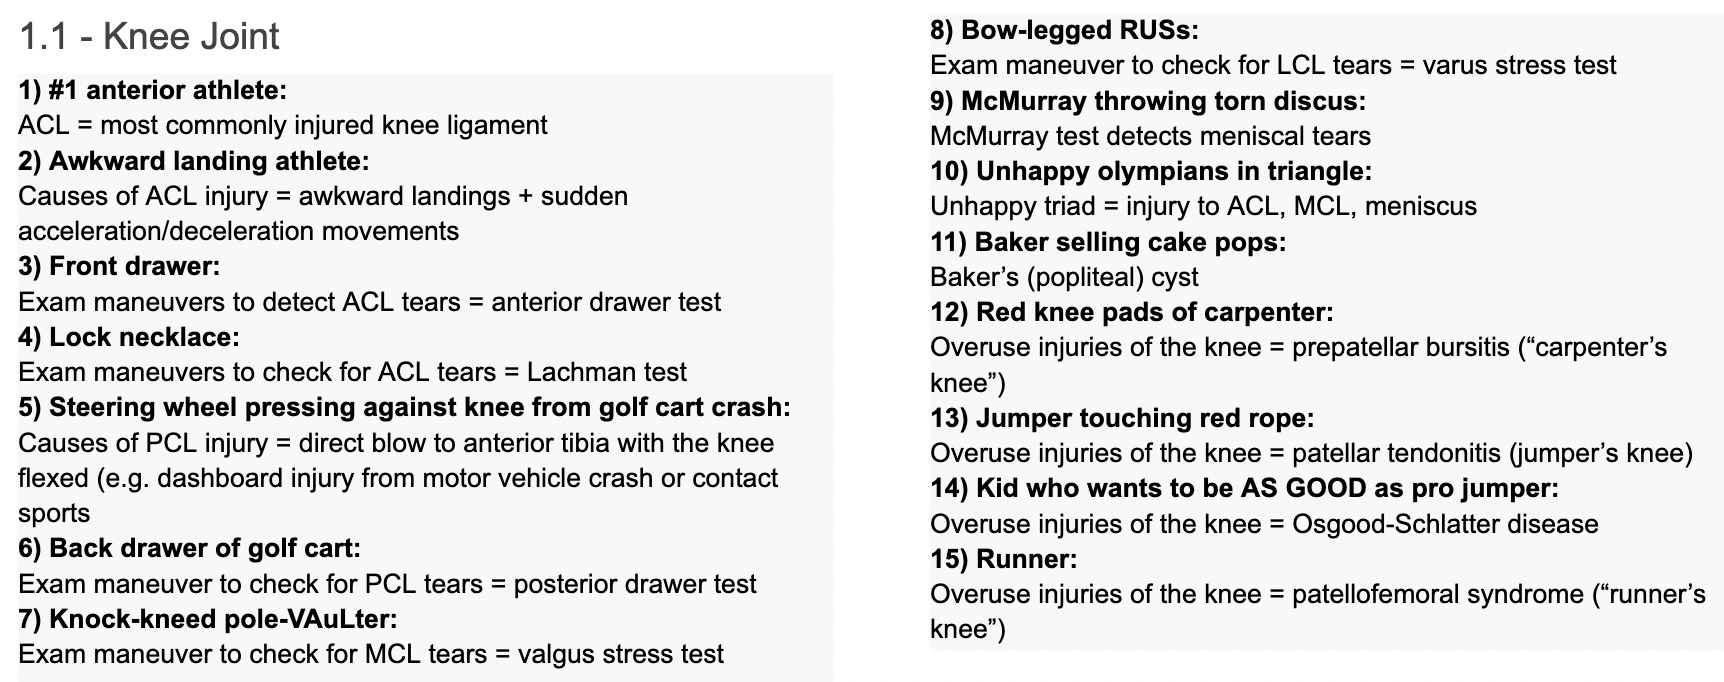 1.1 - Knee Joint
1) #1 anterior athlete:
ACL = most commonly injured knee ligament
2) Awkward landing athlete:
Causes of ACL injury = awkward landings + sudden
acceleration/deceleration movements
3) Front drawer:
Exam maneuvers to detect ACL tears = anterior drawer test
4) Lock necklace:
Exam maneuvers to check for ACL tears = Lachman test
5) Steering wheel pressing against knee from golf cart crash:
Causes of PCL injury = direct blow to anterior tibia with the knee
flexed (e.g. dashboard injury from motor vehicle crash or contact
sports
6) Back drawer of golf cart:
Exam maneuver to check for PCL tears = posterior drawer test
7) Knock-kneed pole-VAuLter:
Exam maneuver to check for MCL tears = valgus stress test
8) Bow-legged RUSs:
Exam maneuver to check for LCL tears = varus stress test
9) McMurray throwing torn discus:
McMurray test detects meniscal tears
10) Unhappy olympians in triangle:
Unhappy triad = injury to ACL, MCL, meniscus
11) Baker selling cake pops:
Baker’s (popliteal) cyst
12) Red knee pads of carpenter:
Overuse injuries of the knee = prepatellar bursitis (“carpenter’s
knee”)
13) Jumper touching red rope:
Overuse injuries of the knee = patellar tendonitis (jumper’s knee)
14) Kid who wants to be AS GOOD as pro jumper:
Overuse injuries of the knee = Osgood-Schlatter disease
15) Runner:
Overuse injuries of the knee = patellofemoral syndrome (“runner’s
knee”)